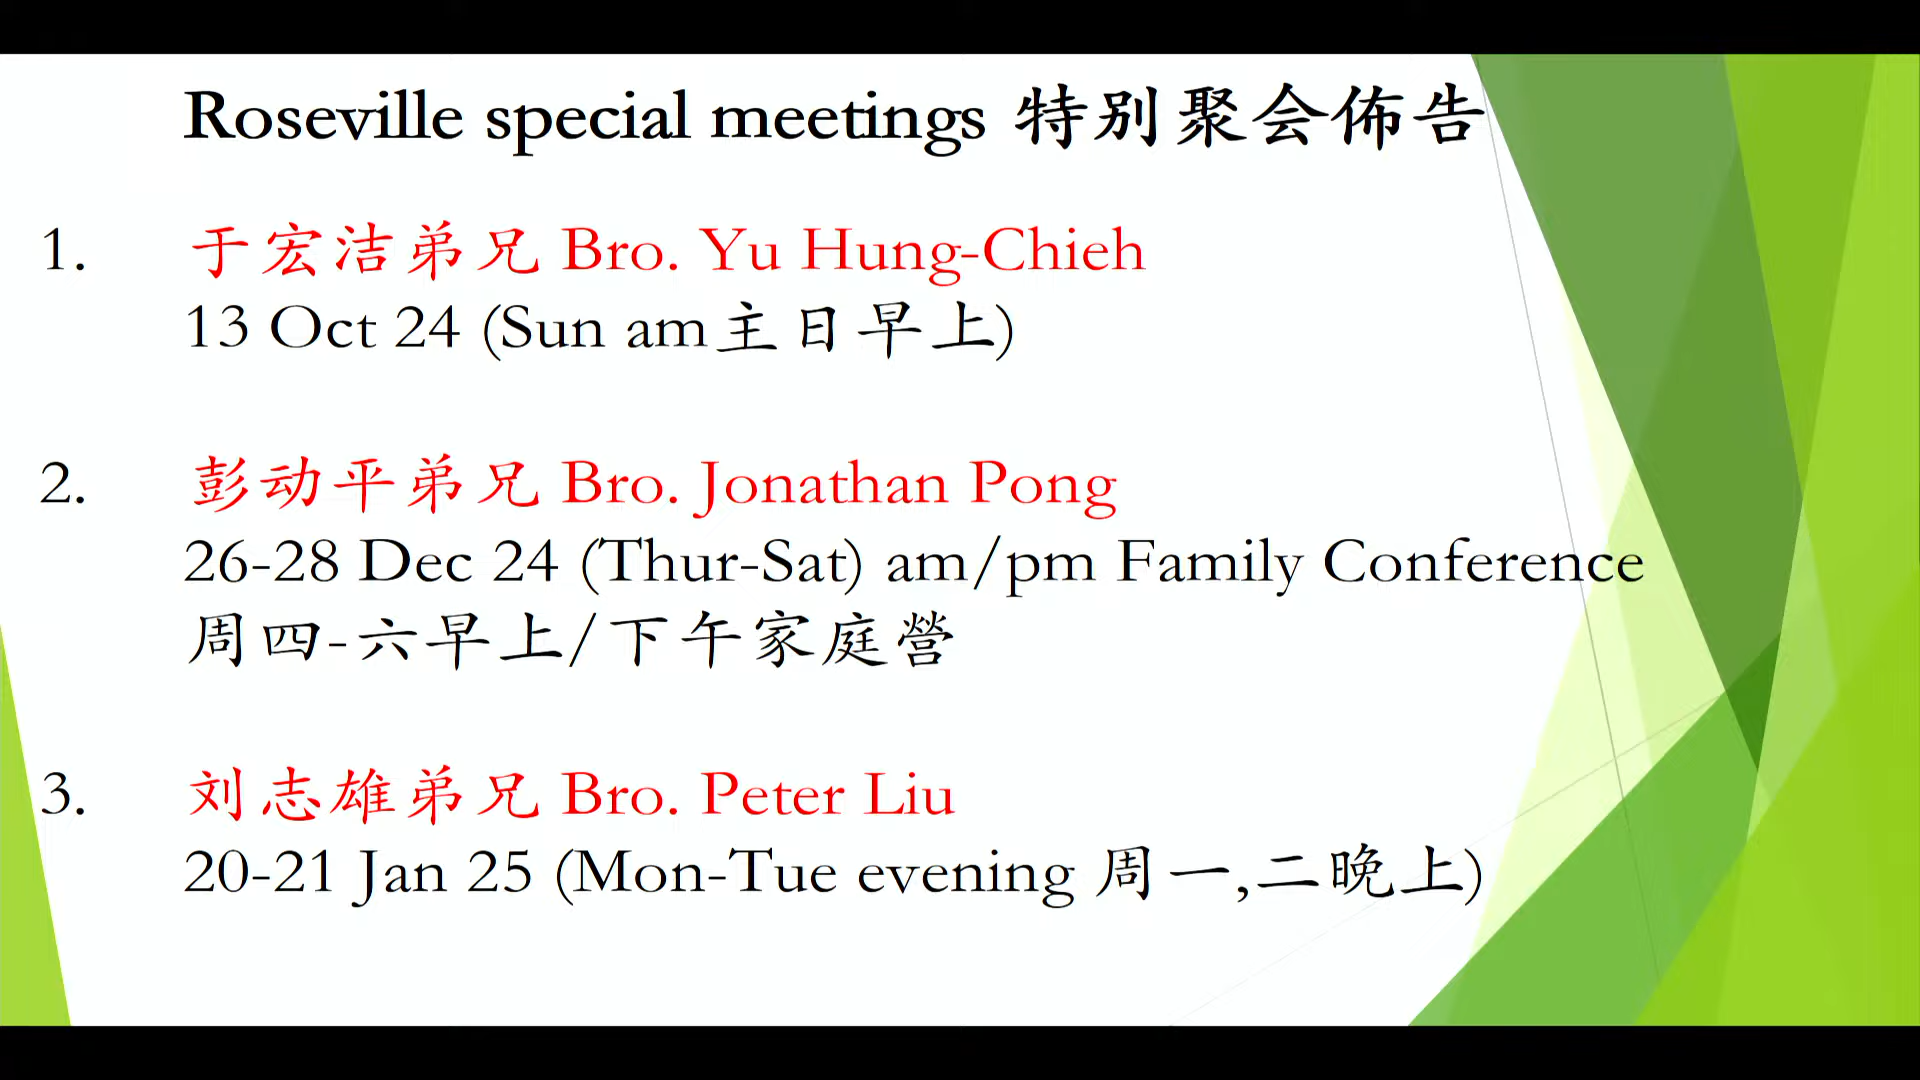 Roseville special meetings 特别聚会佈告
1. 于宏洁弟兄 Bro. Yu Hung-Chieh
13 Oct 24 (Sun am主日早上)
2. 彭动平弟兄 Bro. Jonathan Pong
26-28 Dec 24 (Thur-Sat) am/pm Family Conference
周四-六早上/下午家庭營
3. 刘志雄弟兄 Bro. Peter Liu
20-21 Jan 25 (Mon-Tue evening 周一,二晚上)